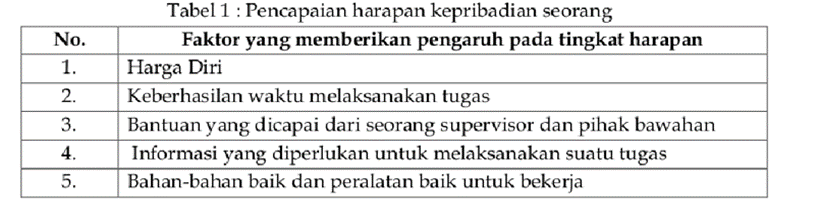 Tabel 1 : Pencapaian harapan kepribadian seorang
No. Faktor yang memberikan pengaruh pada tingkat harapan
1. Harga Diri
2. Keberhasilan waktu melaksanakan tugas
3. Bantuan yang dicapai dari seorang supervisor dan pihak bawahan
4. Informasi yang diperlukan untuk melaksanakan suatu tugas
5. Bahan-bahan baik dan peralatan baik untuk bekerja